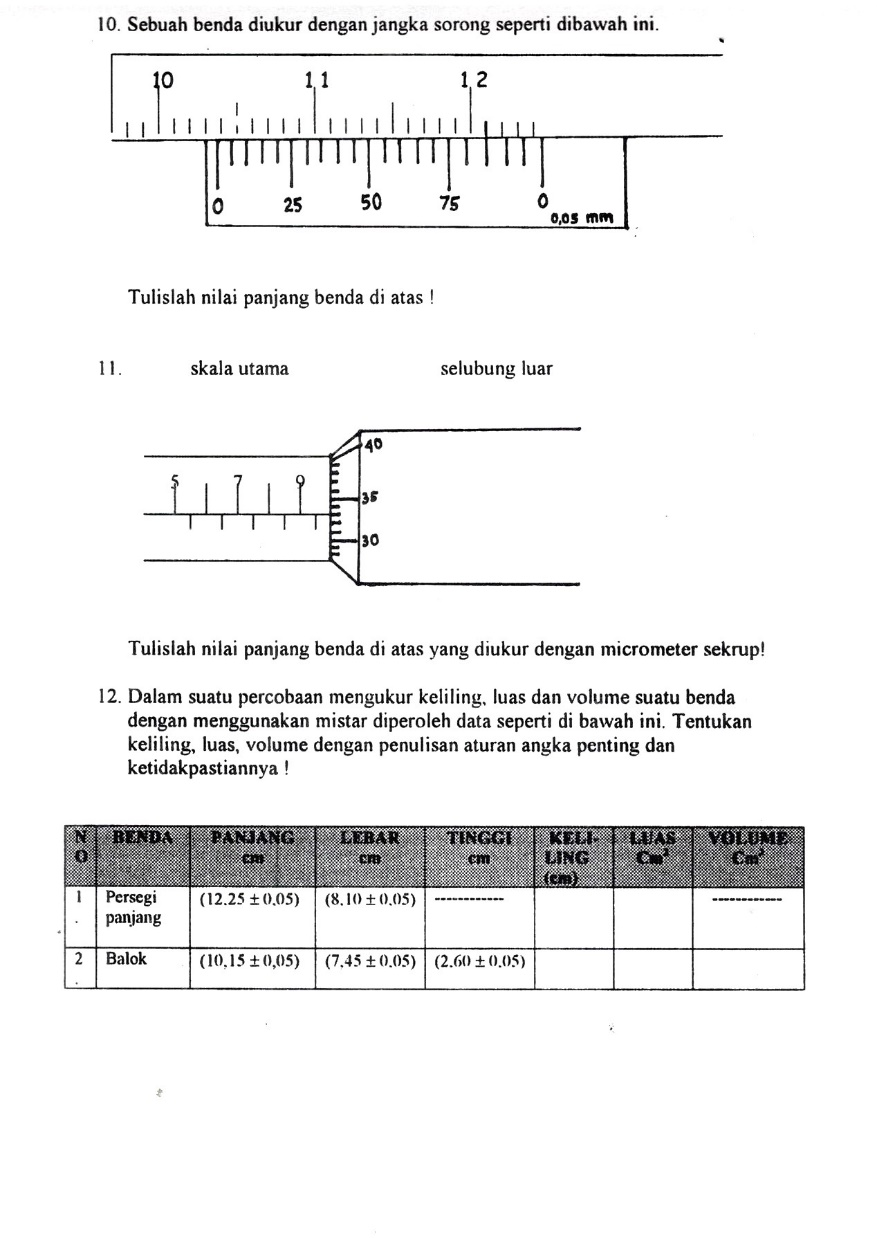 10. Sebuah benda diukur dengan jangka sorong seperti dibawah ini.
10 1 1 1 2
0 25 50 75 0
0,05 mm
Tulislah nilai panjang benda di atas !
11. skala utama selubung luar
40
5 7 9
35
30
Tulislah nilai panjang benda di atas yang diukur dengan micrometer sekrup!
12. Dalam suatu percobaan mengukur keliling, luas dan volume suatu benda
dengan menggunakan mistar diperoleh data seperti di bawah ini. Tentukan
keliling, luas, volume dengan penulisan aturan angka penting dan
ketidakpastiannya !
N BENDA PANJANG LEBAR TINGGI KELI- LUAS VOLUME
O cm cm cm LING Cm² Cm³
(cm)
1 Persegi (12.25 ± 0.05) (8.10 ± 0.05) ------------ ------------
. panjang
2 Balok (10,15 ± 0,05) (7,45 ± 0.05) (2.60 ± 0.05)
.